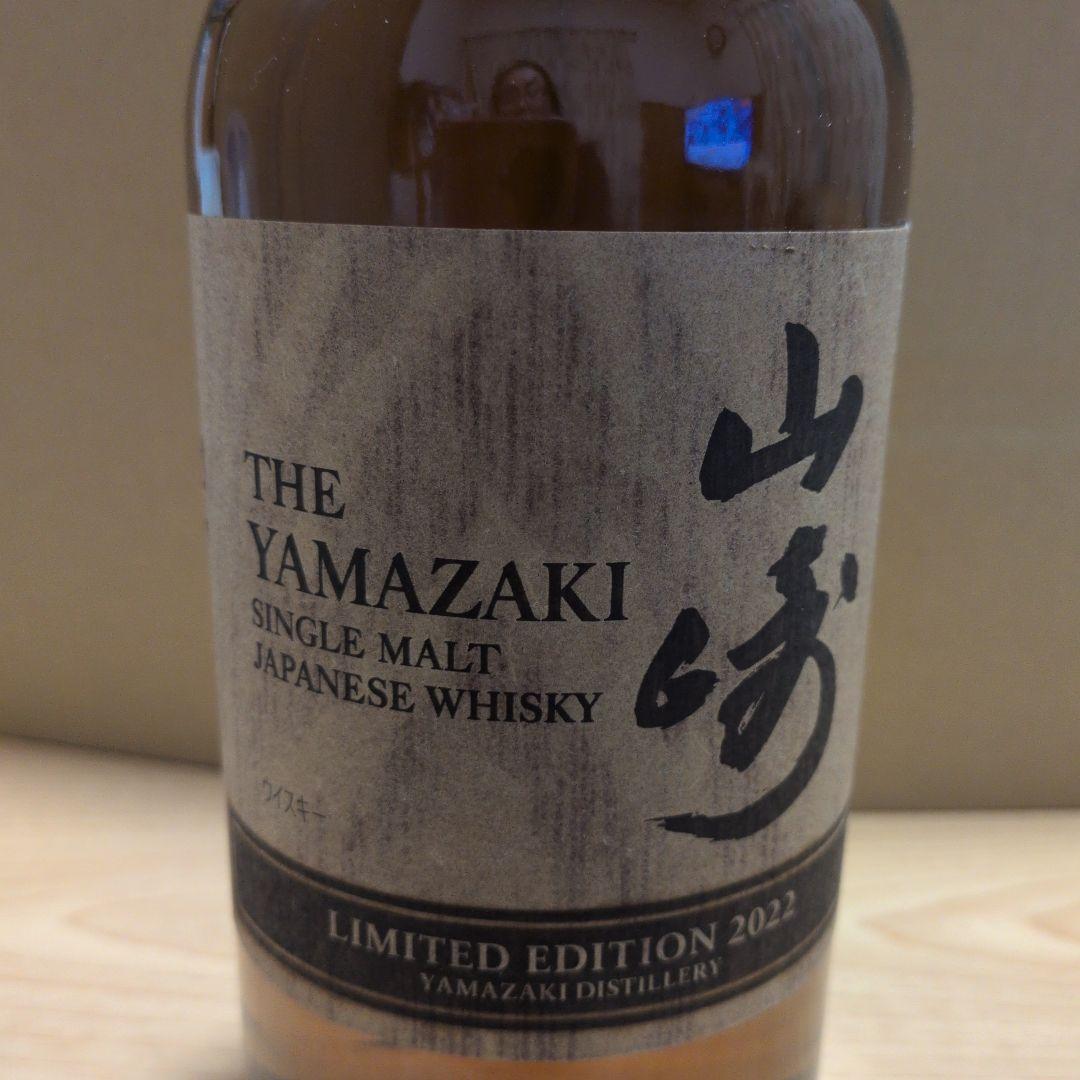 THE
YAMAZAKI
SINGLE MALT
JAPANESE WHISKY
山崎
ウイスキー
LIMITED EDITION 2022
YAMAZAKI DISTILLERY